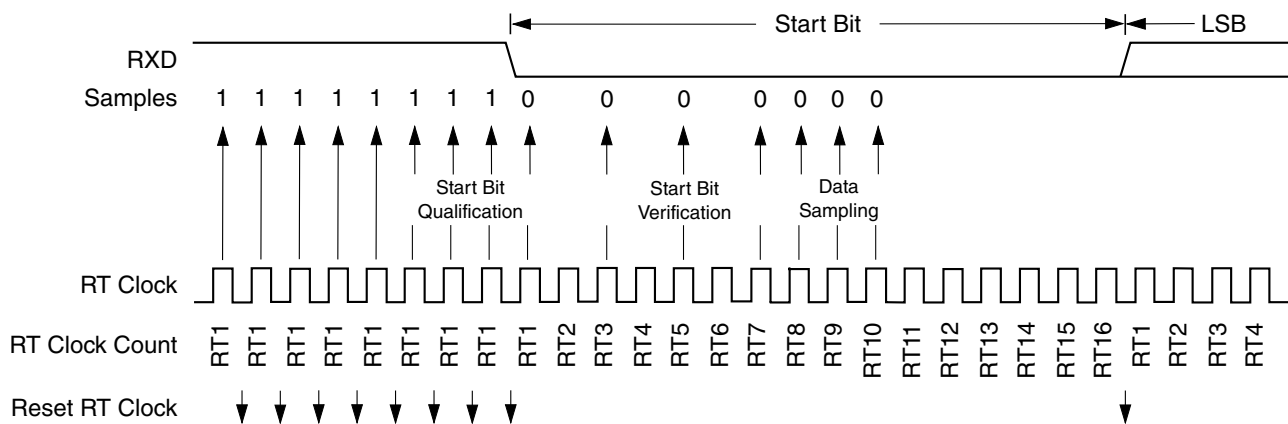 Start Bit LSB
RXD
Samples 1 1 1 1 1 1 1 1 0 0 0 0 0 0 0
Start Bit Start Bit Data
Qualification Verification Sampling
RT Clock
RT Clock Count RT1 RT1 RT1 RT1 RT1 RT1 RT1 RT1 RT1 RT2 RT3 RT4 RT5 RT6 RT7 RT8 RT9 RT10 RT11 RT12 RT13 RT14 RT15 RT16 RT1 RT2 RT3 RT4
Reset RT Clock